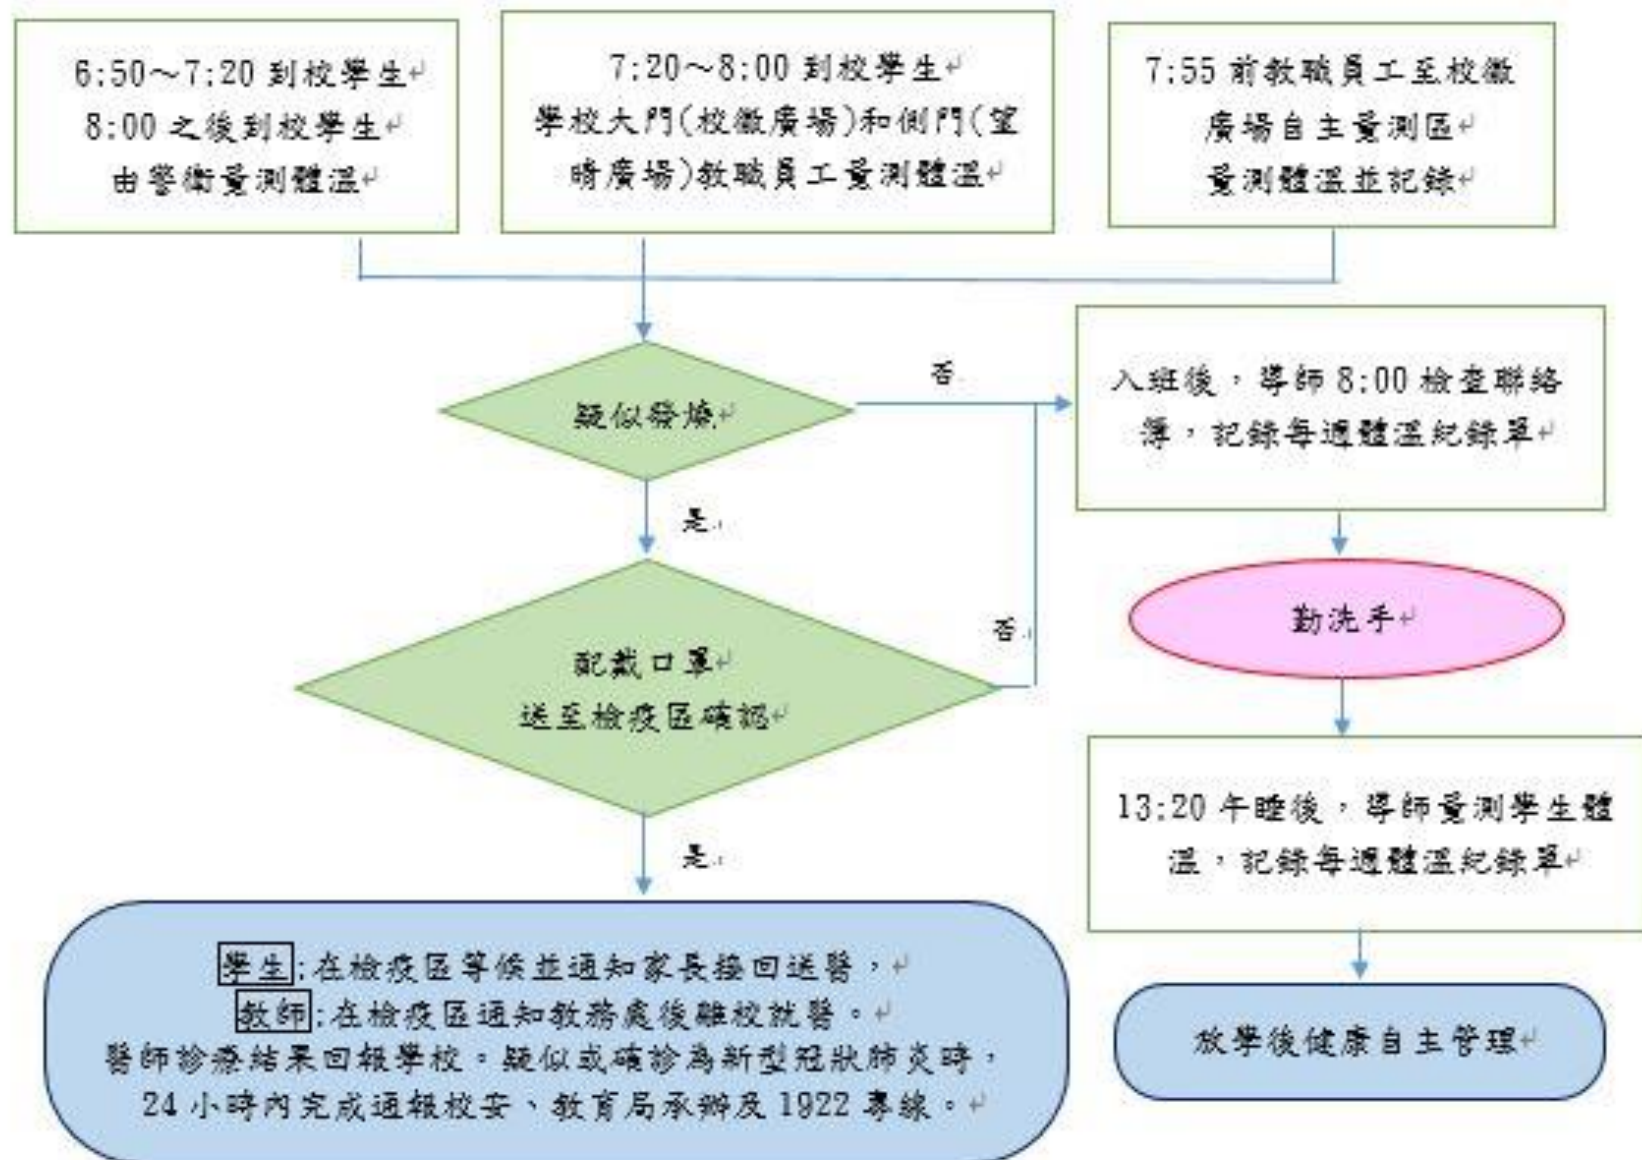 6:50～7:20 到校學生
8:00 之後到校學生
由警衛量測體溫
7:20～8:00 到校學生
學校大門(校徽廣場)和側門(望
晴廣場)教職員工量測體溫
7:55 前教職員工至校徽
廣場自主量測區
量測體溫並記錄
疑似發燒
否
入班後，導師 8:00 檢查聯絡
簿，記錄每週體溫紀錄單
是
配戴口罩
送至檢疫區確認
否
勤洗手
是
13:20 午睡後，導師量測學生體
溫，記錄每週體溫紀錄單
學生:在檢疫區等候並通知家長接回送醫，
教師:在檢疫區通知教務處後離校就醫。
醫師診療結果回報學校。疑似或確診為新型冠狀肺炎時，
24 小時內完成通報校安、教育局承辦及 1922 專線。
放學後健康自主管理